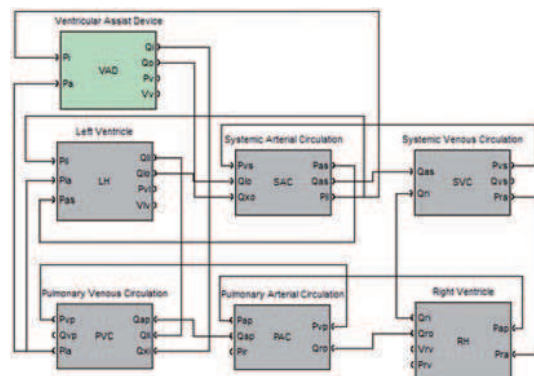 Ventricular Assist Device
Pi
Pa
VAD
Qi
Qo
Pv
Vv
Left Ventricle
Pli
Pla
Pas
LH
Qli
Qlo
Pvl
Vlv
Systemic Arterial Circulation
Pvs
Qlo
Qxo
SAC
Pas
Qas
Pli
Systemic Venous Circulation
Qas
Qri
SVC
Pvs
Qvs
Pra
Pulmonary Venous Circulation
Pvp
Qvp
Pla
PVC
Qap
Qli
Qxi
Pulmonary Arterial Circulation
Pap
Qap
Pir
PAC
Pvp
Qro
Right Ventricle
Qri
Qro
Vrv
Prv
RH
Pap
Pra